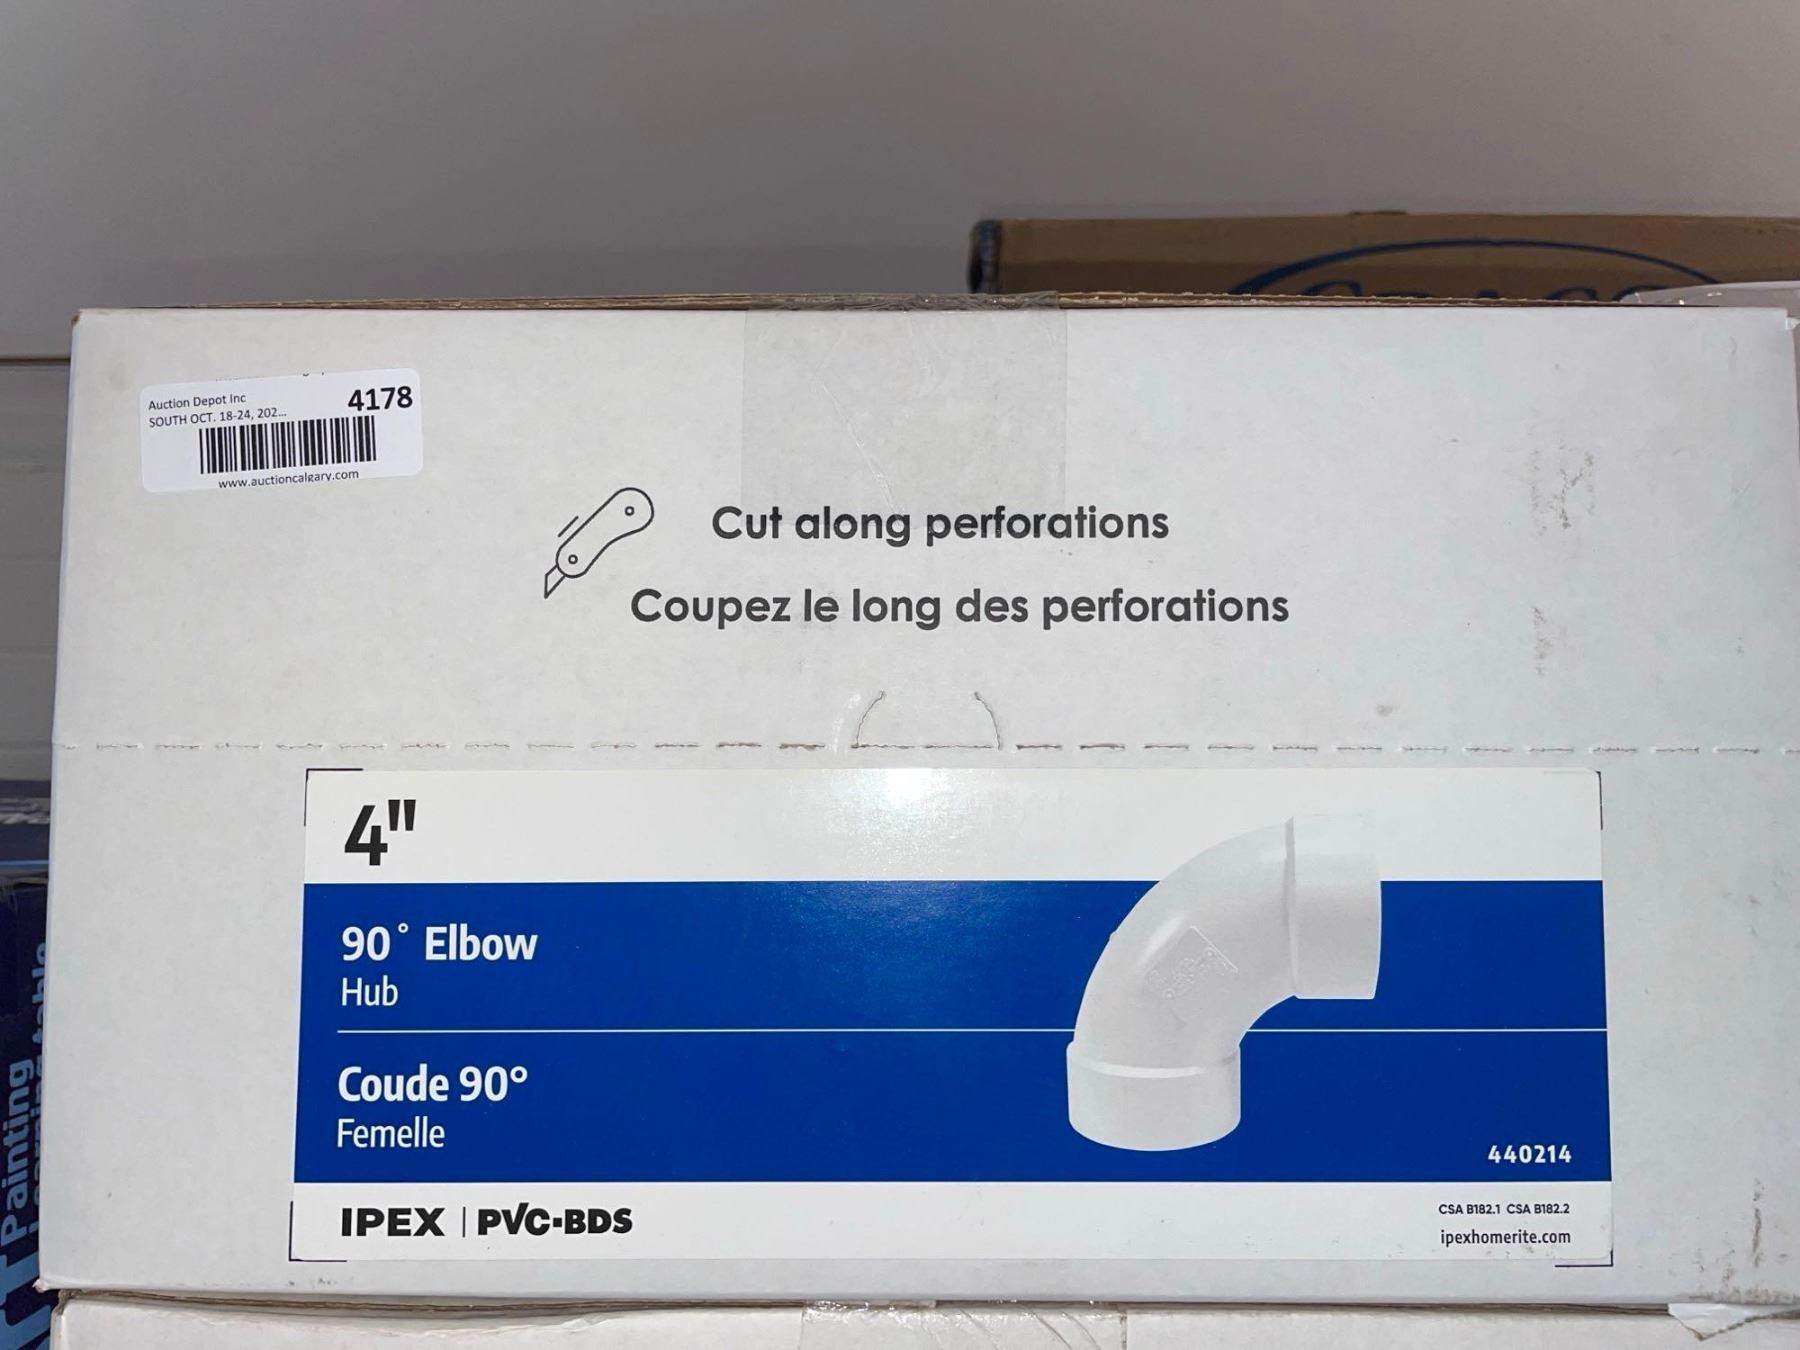 Auction Depot Inc
4178
SOUTH OCT. 18-24, 202...
www.auctioncalgary.com
Cut along perforations
Coupez le long des perforations
4"
90° Elbow
Hub
Coude 90°
Femelle
440214
IPEX | PVC-BDS
CSA B182.1 CSA B182.2
ipexhomerite.com
Painting